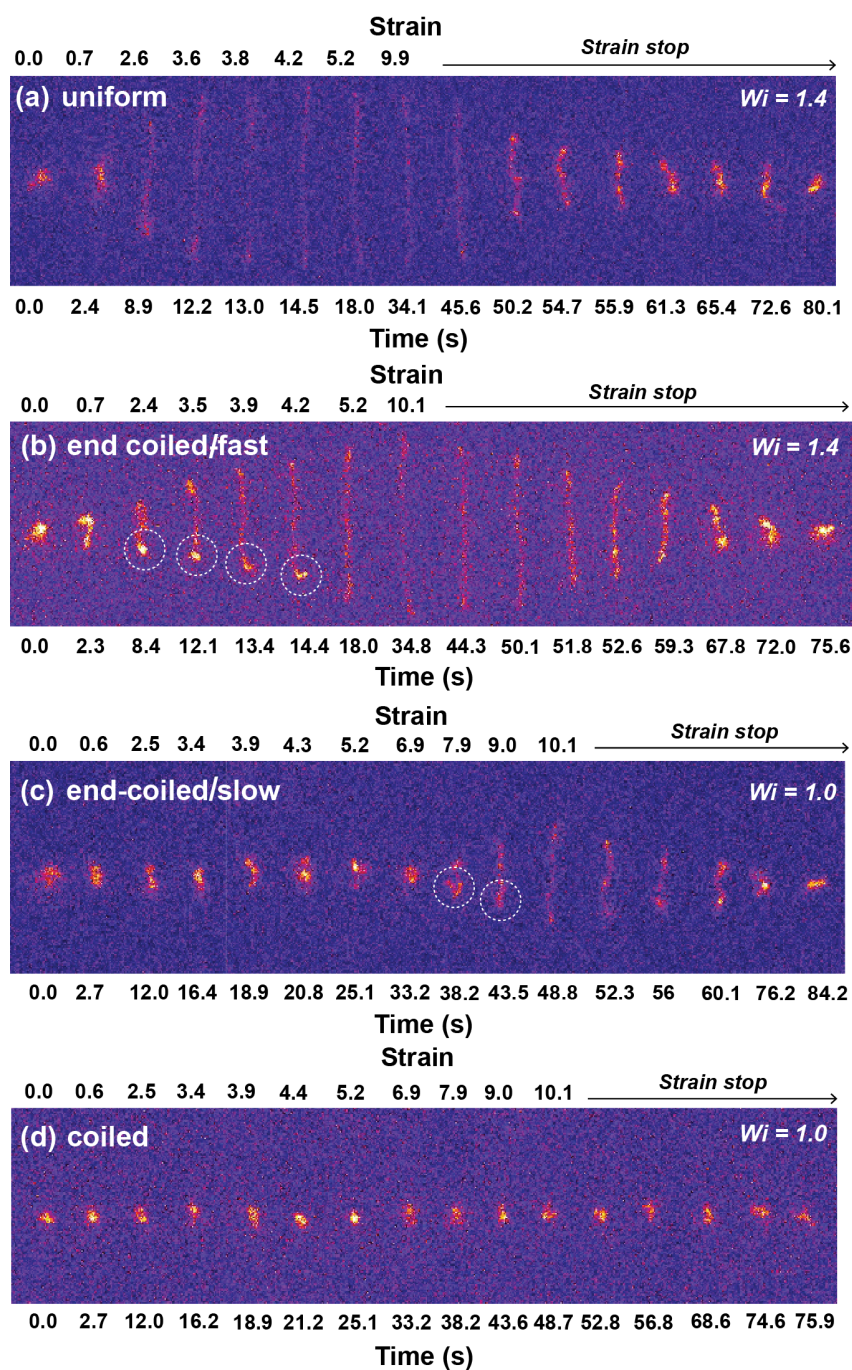 Strain
0.0 0.7 2.6 3.6 3.8 4.2 5.2 9.9 Strain stop
(a) uniform Wi = 1.4
0.0 2.4 8.9 12.2 13.0 14.5 18.0 34.1 45.6 50.2 54.7 55.9 61.3 65.4 72.6 80.1
Time (s)
Strain
0.0 0.7 2.4 3.5 3.9 4.2 5.2 10.1 Strain stop
(b) end coiled/fast Wi = 1.4
0.0 2.3 8.4 12.1 13.4 14.4 18.0 34.8 44.3 50.1 51.8 52.6 59.3 67.8 72.0 75.6
Time (s)
Strain
0.0 0.6 2.5 3.4 3.9 4.3 5.2 6.9 7.9 9.0 10.1 Strain stop
(c) end-coiled/slow Wi = 1.0
0.0 2.7 12.0 16.4 18.9 20.8 25.1 33.2 38.2 43.5 48.8 52.3 56 60.1 76.2 84.2
Time (s)
Strain
0.0 0.6 2.5 3.4 3.9 4.4 5.2 6.9 7.9 9.0 10.1 Strain stop
(d) coiled Wi = 1.0
0.0 2.7 12.0 16.2 18.9 21.2 25.1 33.2 38.2 43.6 48.7 52.8 56.8 68.6 74.6 75.9
Time (s)